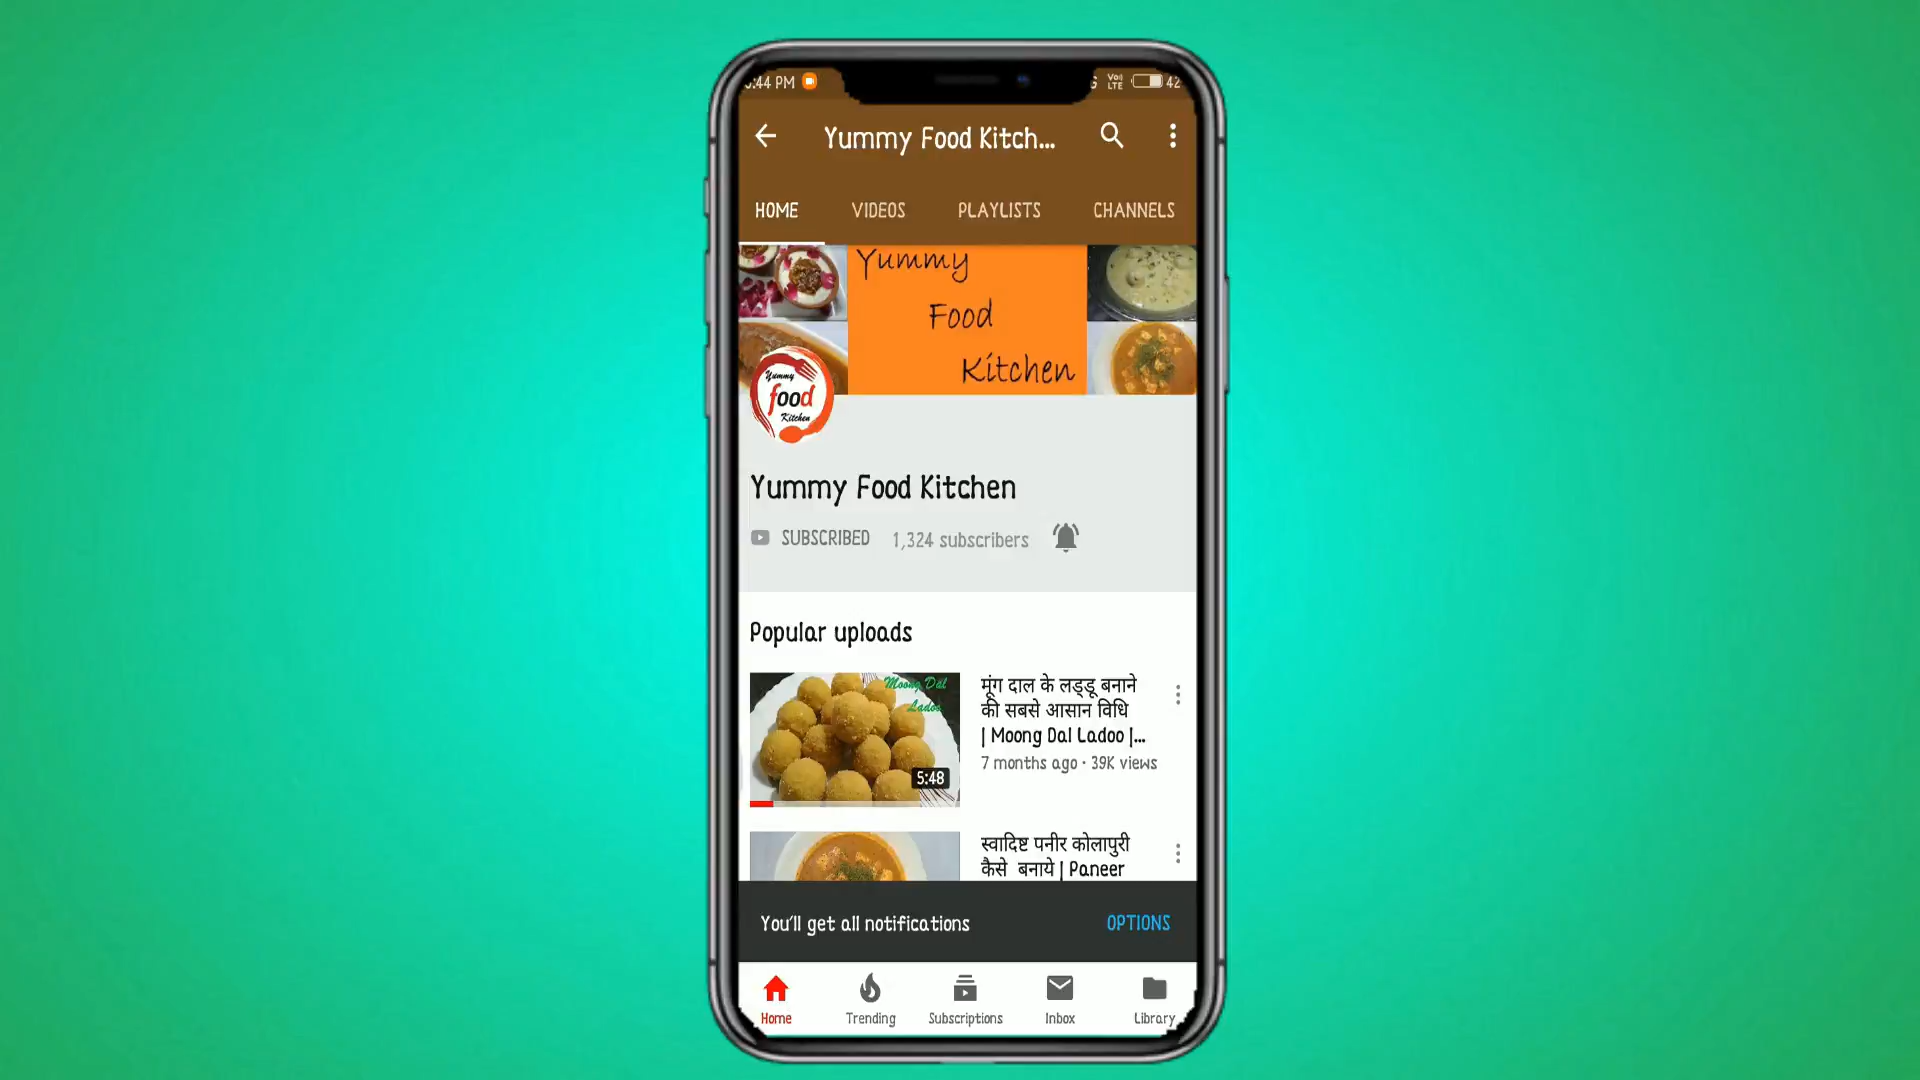 :44 PM
Vo)) LTE
42
Yummy Food Kitch...
HOME VIDEOS PLAYLISTS CHANNELS
Yummy
Food
Kitchen
Yummy
food
Kitchen
Yummy Food Kitchen
SUBSCRIBED 1,324 subscribers
Popular uploads
Moong Dal
Ladoo
5:48
मूंग दाल के लड्डू बनाने
की सबसे आसान विधि
| Moong Dal Ladoo |...
7 months ago · 39K views
स्वादिष्ट पनीर कोलापुरी
कैसे बनाये | Paneer
You'll get all notifications OPTIONS
Home Trending Subscriptions Inbox Library